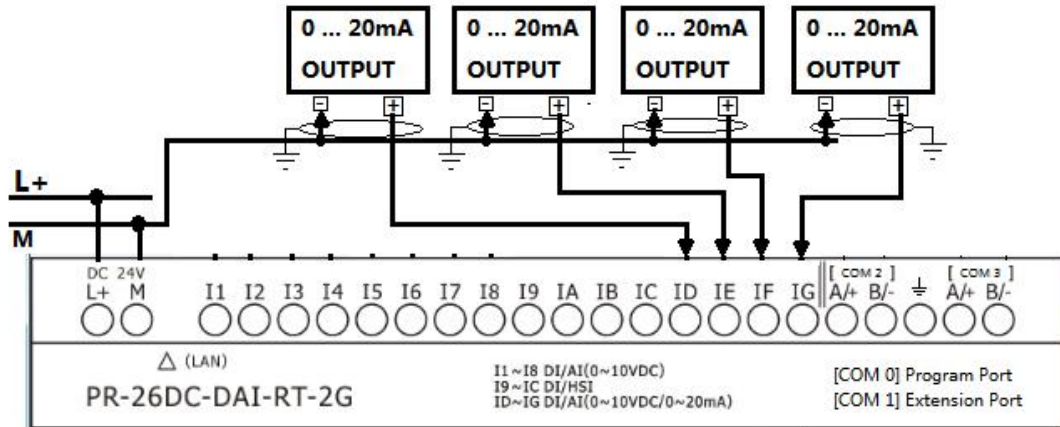 0 ... 20mA 0 ... 20mA 0 ... 20mA 0 ... 20mA
OUTPUT OUTPUT OUTPUT OUTPUT
- + - + - + - +
L+
M
DC 24V [ COM 2 ] [ COM 3 ]
L+ M I1 I2 I3 I4 I5 I6 I7 I8 I9 IA IB IC ID IE IF IG A/+ B/- A/+ B/-
(LAN)
PR-26DC-DAI-RT-2G
I1~I8 DI/AI(0~10VDC)
I9~IC DI/HSI
ID~IG DI/AI(0~10VDC/0~20mA)
[COM 0] Program Port
[COM 1] Extension Port